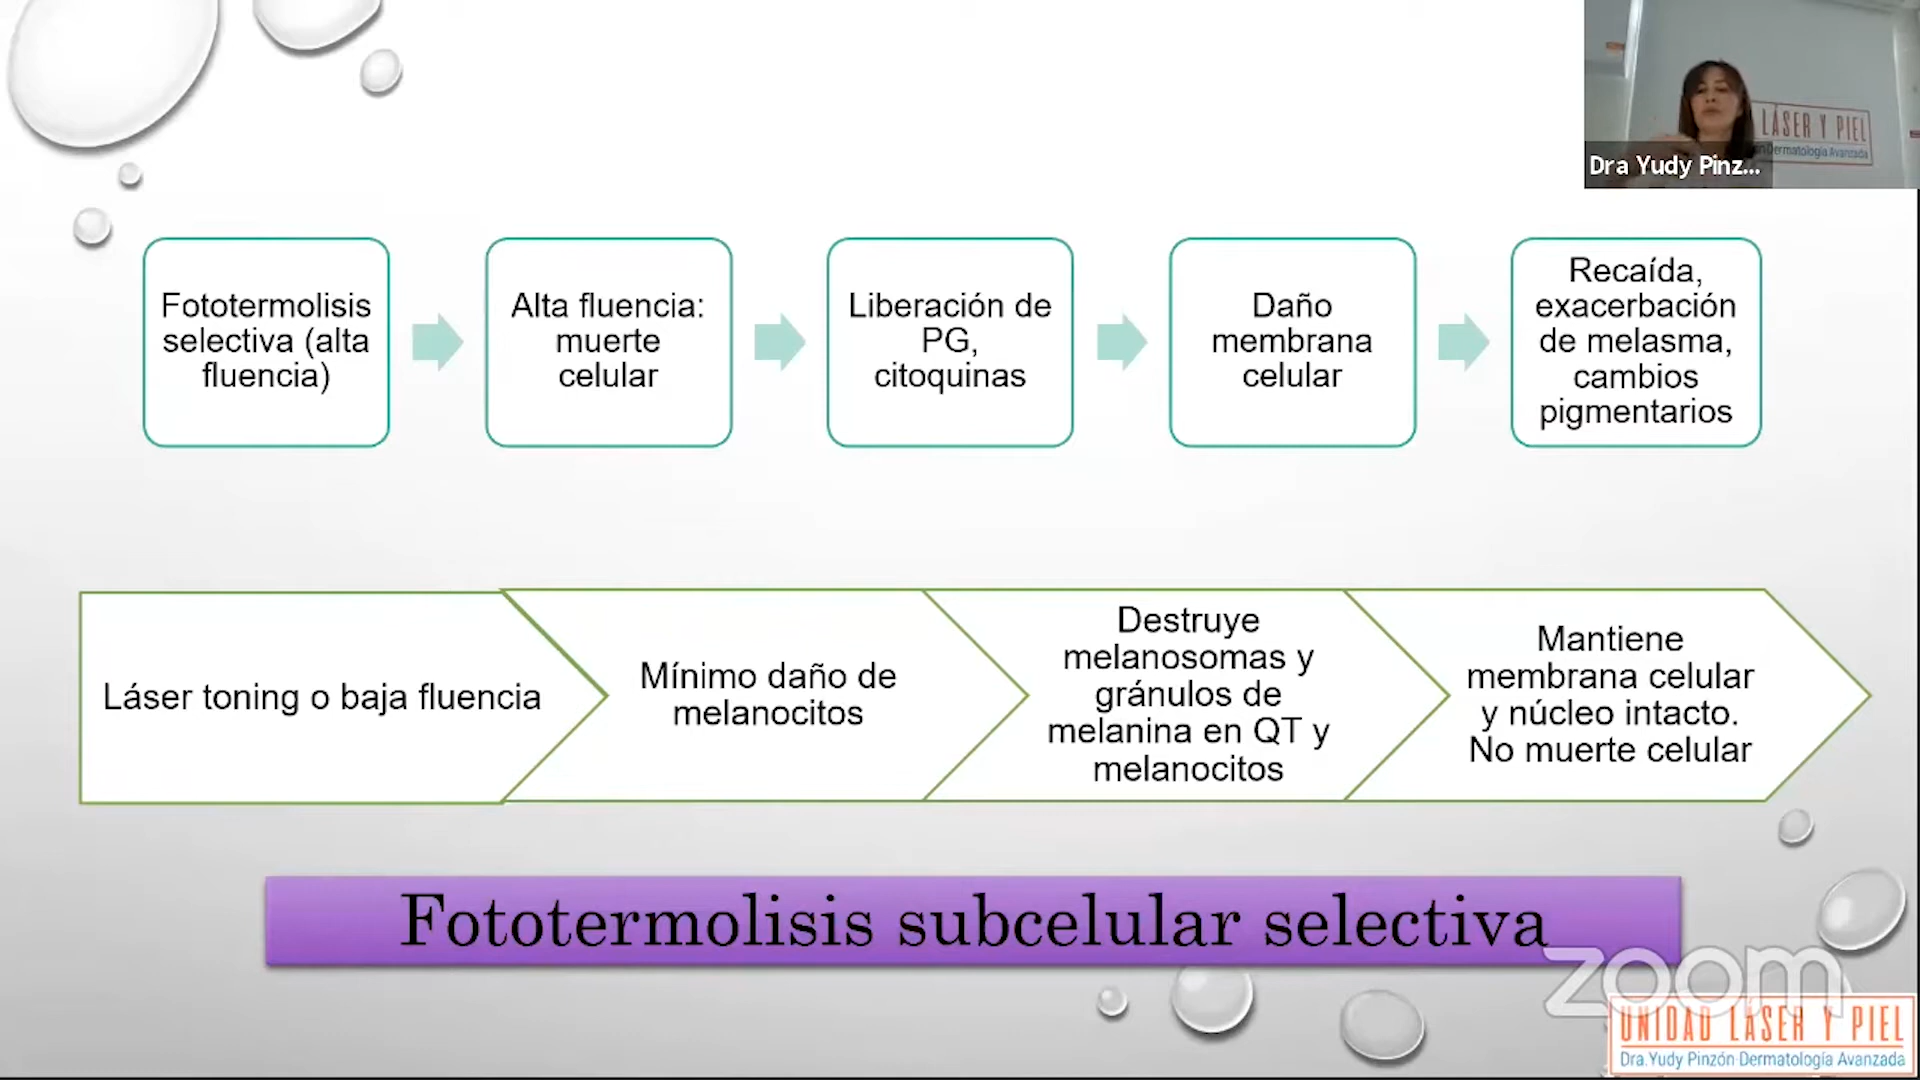 LÁSER Y PIEL
Dermatología Avanzada
Dra Yudy Pinz...
Fototermolisis
selectiva (alta
fluencia)
Alta fluencia:
muerte
celular
Liberación de
PG,
citoquinas
Daño
membrana
celular
Recaída,
exacerbación
de melasma,
cambios
pigmentarios
Láser toning o baja fluencia
Mínimo daño de
melanocitos
Destruye
melanosomas y
gránulos de
melanina en QT y
melanocitos
Mantiene
membrana celular
y núcleo intacto.
No muerte celular
Fototermolisis subcelular selectiva
zoom
UNIDAD LÁSER Y PIEL
Dra.Yudy Pinzón-Dermatología Avanzada